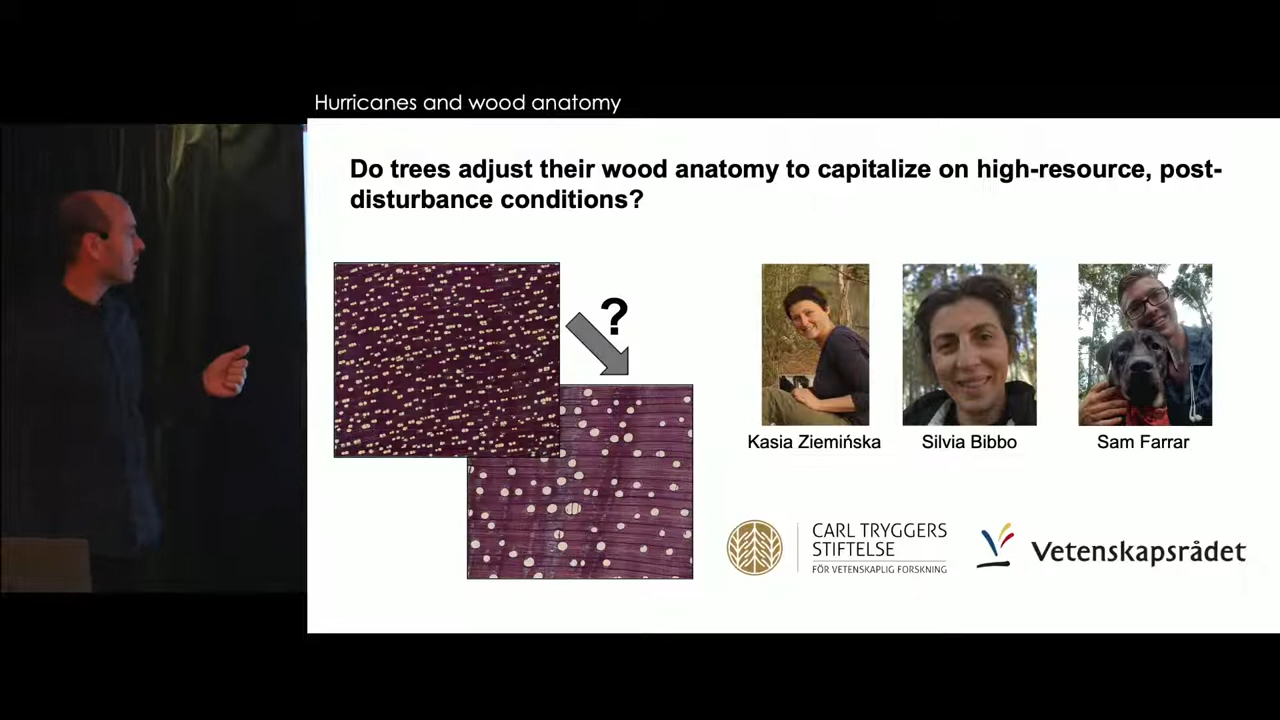 Hurricanes and wood anatomy
Do trees adjust their wood anatomy to capitalize on high-resource, post-
disturbance conditions?
?
Kasia Ziemińska
Silvia Bibbo
Sam Farrar
CARL TRYGGERS
STIFTELSE
FÖR VETENSKAPLIG FORSKNING
Vetenskapsrådet